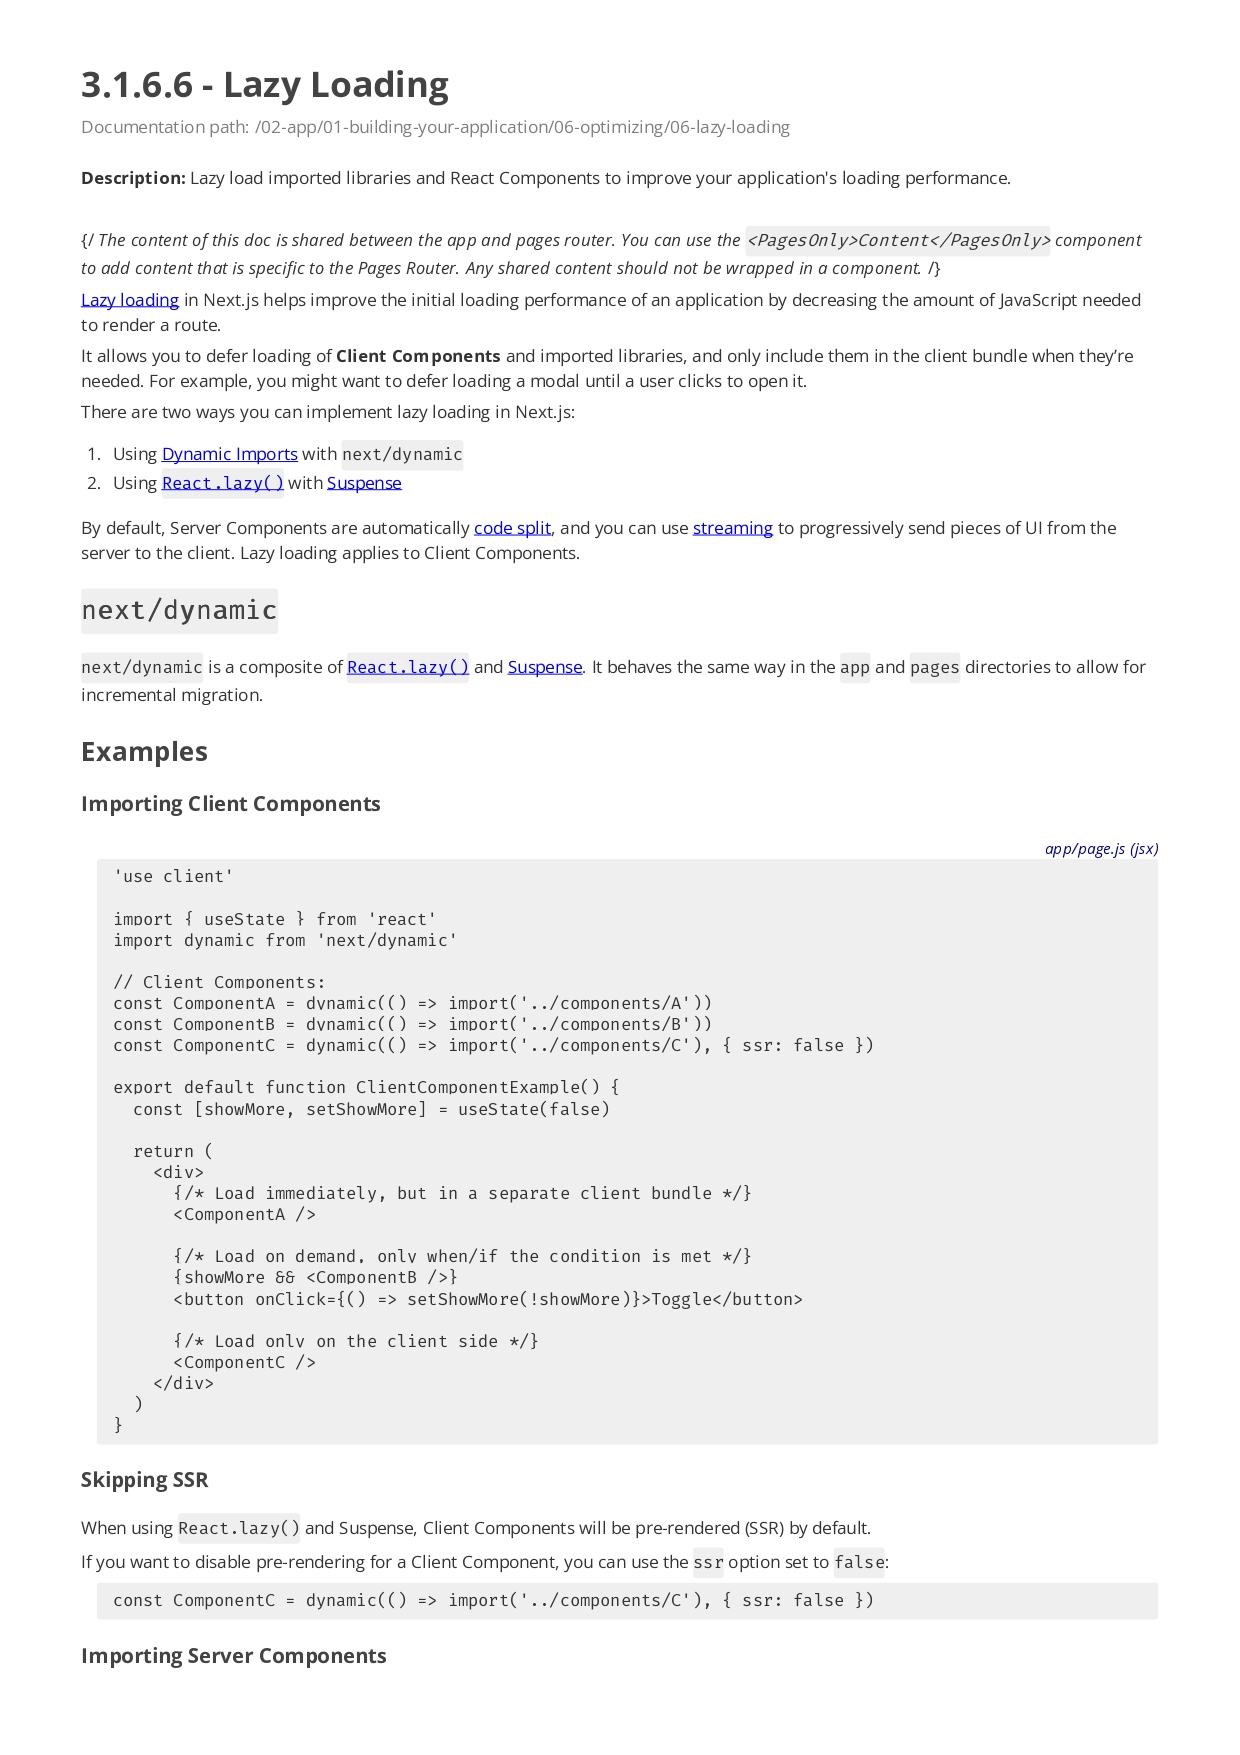 3.1.6.6 - Lazy Loading
Documentation path: /02-app/01-building-your-application/06-optimizing/06-lazy-loading
Description: Lazy load imported libraries and React Components to improve your application's loading performance.
{/ The content of this doc is shared between the app and pages router. You can use the <PagesOnly>Content</PagesOnly> component
to add content that is specific to the Pages Router. Any shared content should not be wrapped in a component. /}
Lazy loading in Next.js helps improve the initial loading performance of an application by decreasing the amount of JavaScript needed
to render a route.
It allows you to defer loading of Client Components and imported libraries, and only include them in the client bundle when they’re
needed. For example, you might want to defer loading a modal until a user clicks to open it.
There are two ways you can implement lazy loading in Next.js:
1. Using Dynamic Imports with next/dynamic
2. Using React.lazy() with Suspense
By default, Server Components are automatically code split, and you can use streaming to progressively send pieces of UI from the
server to the client. Lazy loading applies to Client Components.
next/dynamic
next/dynamic is a composite of React.lazy() and Suspense. It behaves the same way in the app and pages directories to allow for
incremental migration.
Examples
Importing Client Components
app/page.js (jsx)
'use client'
import { useState } from 'react'
import dynamic from 'next/dynamic'
// Client Components:
const ComponentA = dynamic(() => import('../components/A'))
const ComponentB = dynamic(() => import('../components/B'))
const ComponentC = dynamic(() => import('../components/C'), { ssr: false })
export default function ClientComponentExample() {
  const [showMore, setShowMore] = useState(false)
  return (
    <div>
      {/* Load immediately, but in a separate client bundle */}
      <ComponentA />
      {/* Load on demand, only when/if the condition is met */}
      {showMore && <ComponentB />}
      <button onClick={() => setShowMore(!showMore)}>Toggle</button>
      {/* Load only on the client side */}
      <ComponentC />
    </div>
  )
}
Skipping SSR
When using React.lazy() and Suspense, Client Components will be pre-rendered (SSR) by default.
If you want to disable pre-rendering for a Client Component, you can use the ssr option set to false:
const ComponentC = dynamic(() => import('../components/C'), { ssr: false })
Importing Server Components